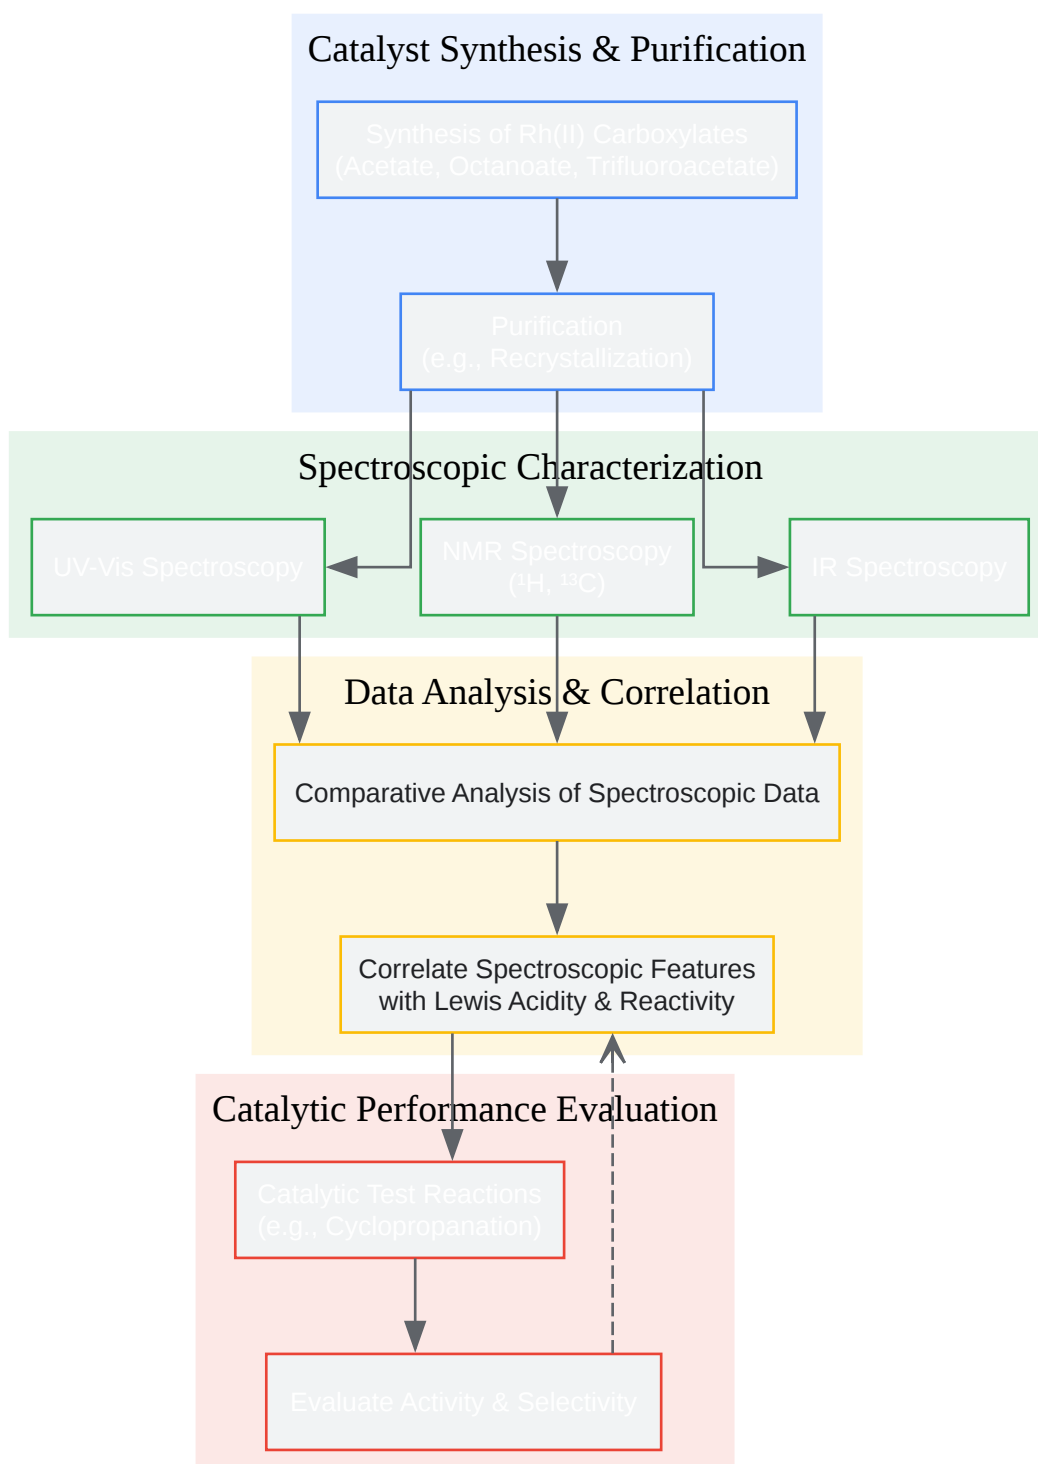 Catalyst Synthesis & Purification
Synthesis of Rh(II) Carboxylates
(Acetate, Octanoate, Trifluoroacetate)
Purification
(e.g., Recrystallization)
Spectroscopic Characterization
UV-Vis Spectroscopy
NMR Spectroscopy
(¹H, ¹³C)
IR Spectroscopy
Data Analysis & Correlation
Comparative Analysis of Spectroscopic Data
Correlate Spectroscopic Features
with Lewis Acidity & Reactivity
Catalytic Performance Evaluation
Catalytic Test Reactions
(e.g., Cyclopropanation)
Evaluate Activity & Selectivity